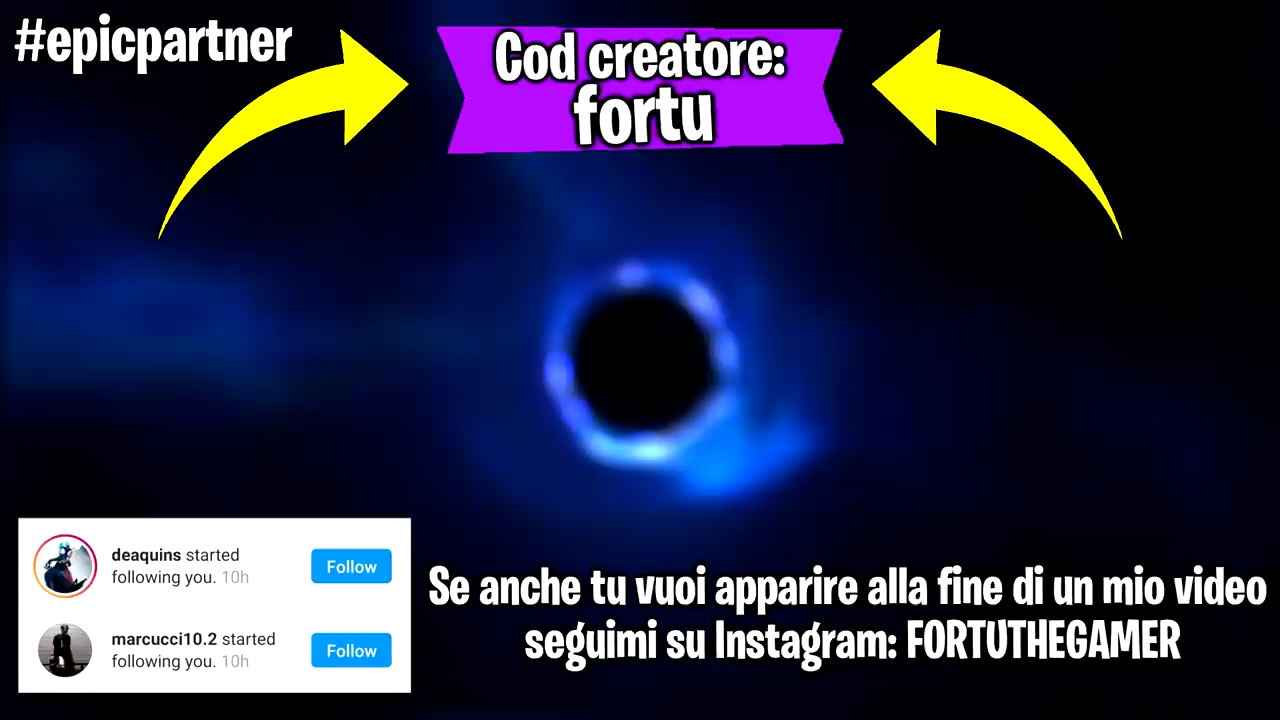 #epicpartner
Cod creatore:
fortu
deaquins started
following you. 10h
Follow
marcucci10.2 started
following you. 10h
Follow
Se anche tu vuoi apparire alla fine di un mio video
seguimi su Instagram: FORTUTHEGAMER